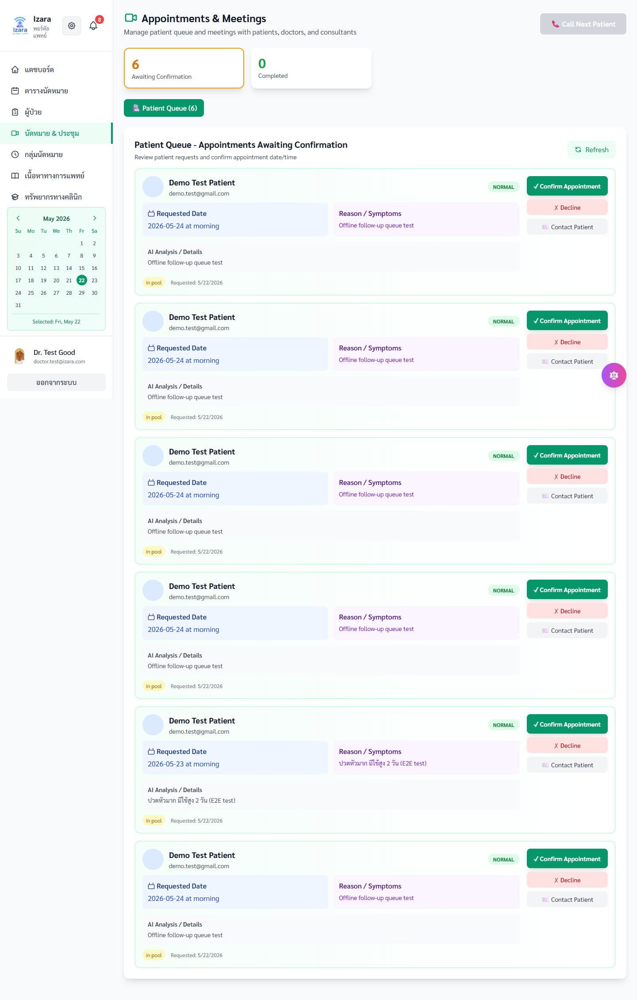 izara
Izara
พอร์ทัล
แพทย์
8
แดชบอร์ด
ตารางนัดหมาย
ผู้ป่วย
นัดหมาย & ประชุม
กลุ่มนัดหมาย
เนื้อหาทางการแพทย์
ทรัพยากรทางคลินิก
May 2026
Su Mo Tu We Th Fr Sa
1 2
3 4 5 6 7 8 9
10 11 12 13 14 15 16
17 18 19 20 21 22 23
24 25 26 27 28 29 30
31
Selected: Fri, May 22
Dr. Test Good
doctor.test@izara.com
ออกจากระบบ
Appointments & Meetings
Manage patient queue and meetings with patients, doctors, and consultants
Call Next Patient
6
Awaiting Confirmation
0
Completed
Patient Queue (6)
Patient Queue - Appointments Awaiting Confirmation
Review patient requests and confirm appointment date/time
Refresh
Demo Test Patient
demo.test@gmail.com
NORMAL
✓ Confirm Appointment
✗ Decline
Contact Patient
Requested Date
2026-05-24 at morning
Reason / Symptoms
Offline follow-up queue test
AI Analysis / Details
Offline follow-up queue test
in pool
Requested: 5/22/2026
Demo Test Patient
demo.test@gmail.com
NORMAL
✓ Confirm Appointment
✗ Decline
Contact Patient
Requested Date
2026-05-24 at morning
Reason / Symptoms
Offline follow-up queue test
AI Analysis / Details
Offline follow-up queue test
in pool
Requested: 5/22/2026
Demo Test Patient
demo.test@gmail.com
NORMAL
✓ Confirm Appointment
✗ Decline
Contact Patient
Requested Date
2026-05-24 at morning
Reason / Symptoms
Offline follow-up queue test
AI Analysis / Details
Offline follow-up queue test
in pool
Requested: 5/22/2026
Demo Test Patient
demo.test@gmail.com
NORMAL
✓ Confirm Appointment
✗ Decline
Contact Patient
Requested Date
2026-05-24 at morning
Reason / Symptoms
Offline follow-up queue test
AI Analysis / Details
Offline follow-up queue test
in pool
Requested: 5/22/2026
Demo Test Patient
demo.test@gmail.com
NORMAL
✓ Confirm Appointment
✗ Decline
Contact Patient
Requested Date
2026-05-23 at morning
Reason / Symptoms
ปวดหัวมาก มีไข้สูง 2 วัน (E2E test)
AI Analysis / Details
ปวดหัวมาก มีไข้สูง 2 วัน (E2E test)
in pool
Requested: 5/22/2026
Demo Test Patient
demo.test@gmail.com
NORMAL
✓ Confirm Appointment
✗ Decline
Contact Patient
Requested Date
2026-05-24 at morning
Reason / Symptoms
Offline follow-up queue test
AI Analysis / Details
Offline follow-up queue test
in pool
Requested: 5/22/2026